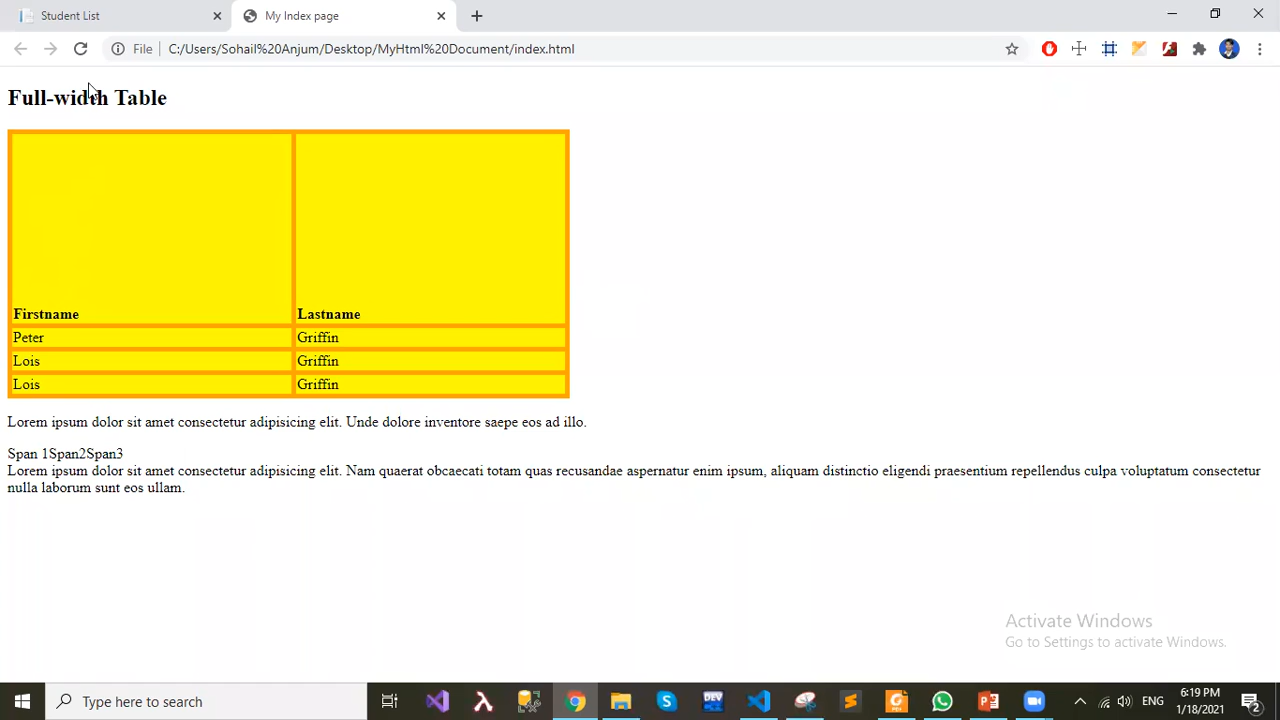 Student List
My Index page
File
C:/Users/Sohail%20Anjum/Desktop/MyHtml%20Document/index.html
Full-width Table
Firstname Lastname
Peter Griffin
Lois Griffin
Lois Griffin
Lorem ipsum dolor sit amet consectetur adipisicing elit. Unde dolore inventore saepe eos ad illo.
Span 1Span2Span3
Lorem ipsum dolor sit amet consectetur adipisicing elit. Nam quaerat obcaecati totam quas recusandae aspernatur enim ipsum, aliquam distinctio eligendi praesentium repellendus culpa voluptatum consectetur
nulla laborum sunt eos ullam.
Activate Windows
Go to Settings to activate Windows.
Type here to search
DEV
ENG
6:19 PM
1/18/2021
2